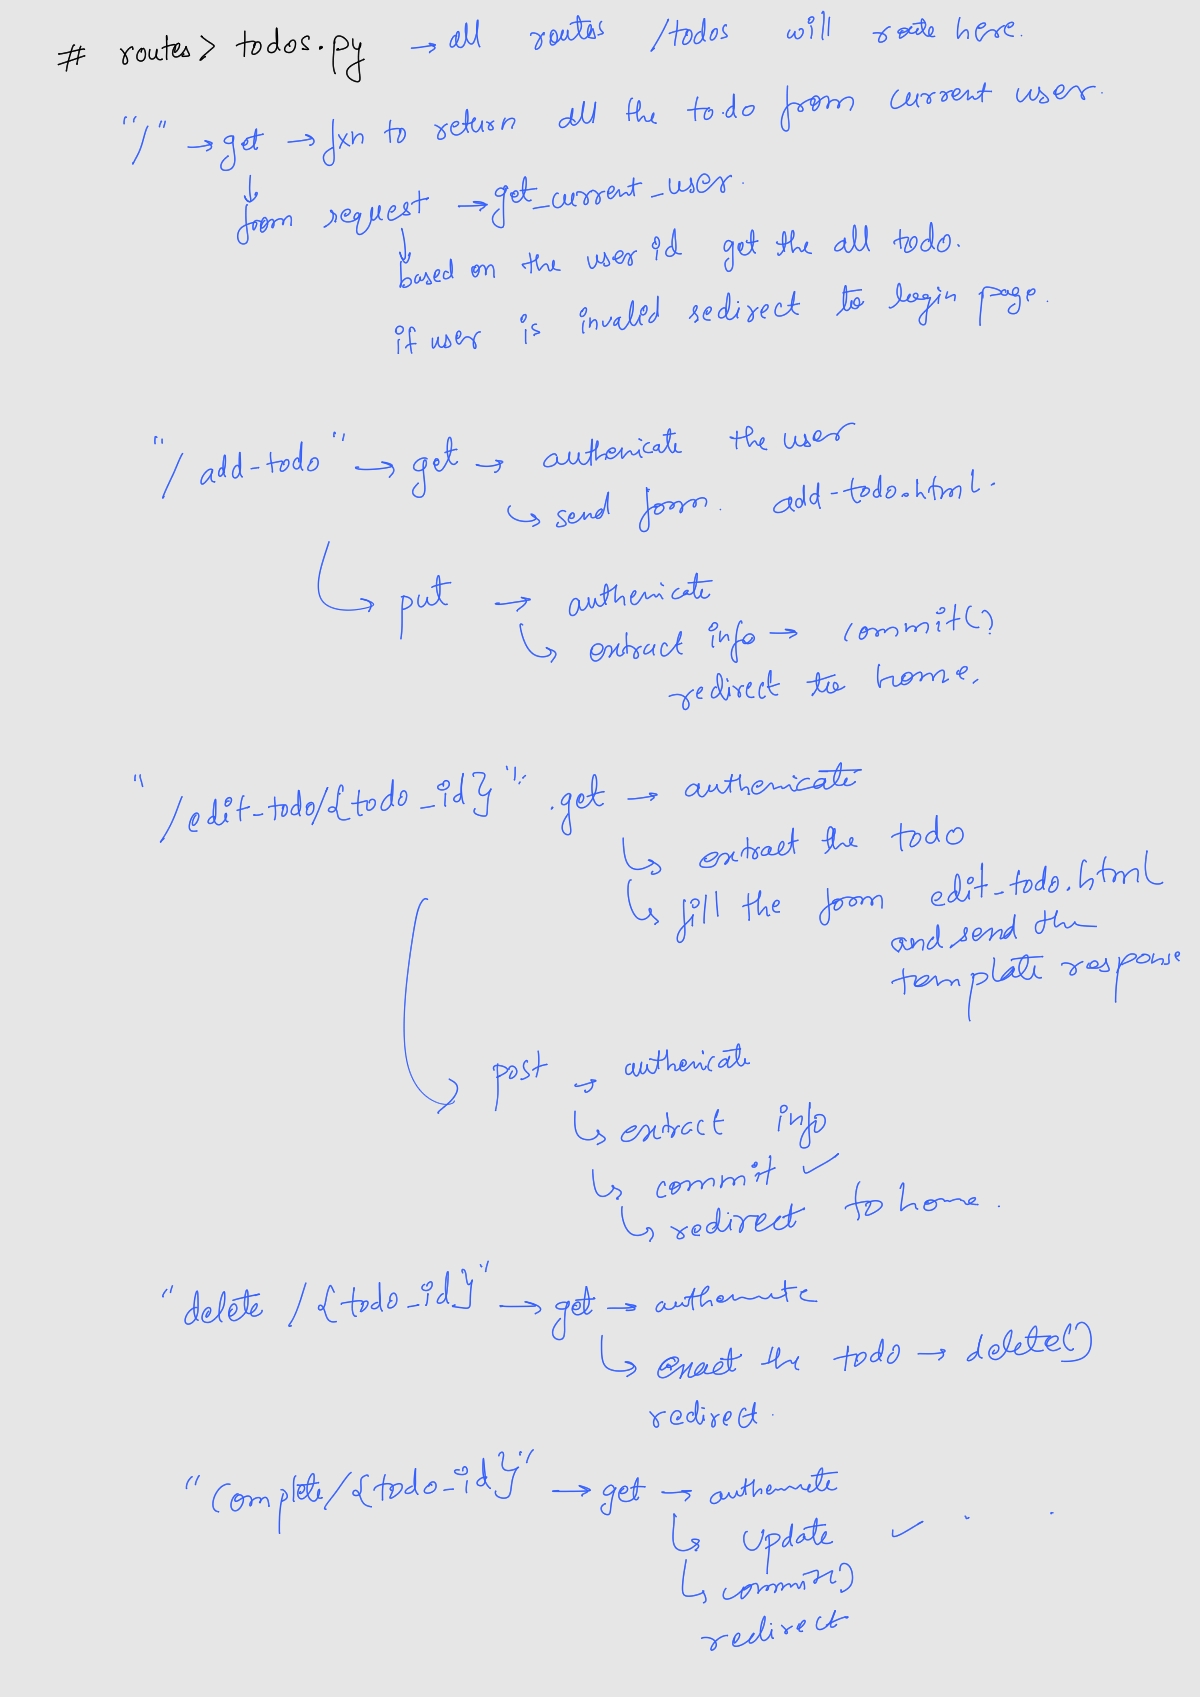 # routes > todos.py → all routes /todos will route here.
"/" → get → fxn to return all the todo from current user.
↓
from request → get_current_user.
↓
based on the user id get the all todo.
if user is invalid redirect to login page.
"/ add-todo" → get → authenicate the user
↳ send form. add-todo.html.
↳ put → authenicate
↳ extract info → commit()
redirect to home.
"/edit-todo/{todo_id}" .get → authenicate
↳ extract the todo
↳ fill the form edit-todo.html
and send the
template response
↳ post → authenicate
↳ extract info
↳ commit ✓
↳ redirect to home.
"delete /{todo_id}" → get →
↳ the todo → delete()
redirect.
"Complete/{todo_id}" → get →
↳ Update ✓
↳ commit()
redirect